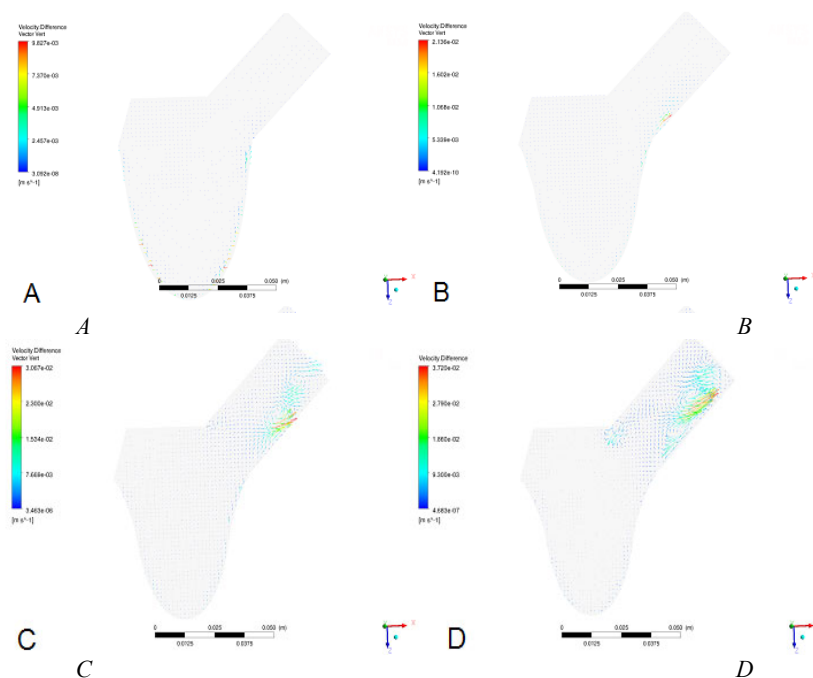 Velocity Difference
Vector Vert
9.827e-03
7.370e-03
4.913e-03
2.457e-03
3.092e-08
[m s^-1]
0 0.025 0.050 (m)
0.0125 0.0375
X
Z
A
A
Velocity Difference
Vector Vert
2.136e-02
1.602e-02
1.068e-02
5.339e-03
4.192e-10
[m s^-1]
0 0.025 0.050 (m)
0.0125 0.0375
Z
B
B
Velocity Difference
Vector Vert
3.067e-02
2.300e-02
1.534e-02
7.669e-03
3.463e-06
[m s^-1]
0 0.025 0.050 (m)
0.0125 0.0375
X
Z
C
C
Velocity Difference
Vector Vert
3.720e-02
2.790e-02
1.860e-02
9.300e-03
4.683e-07
[m s^-1]
0 0.025 0.050 (m)
0.0125 0.0375
Z
D
D